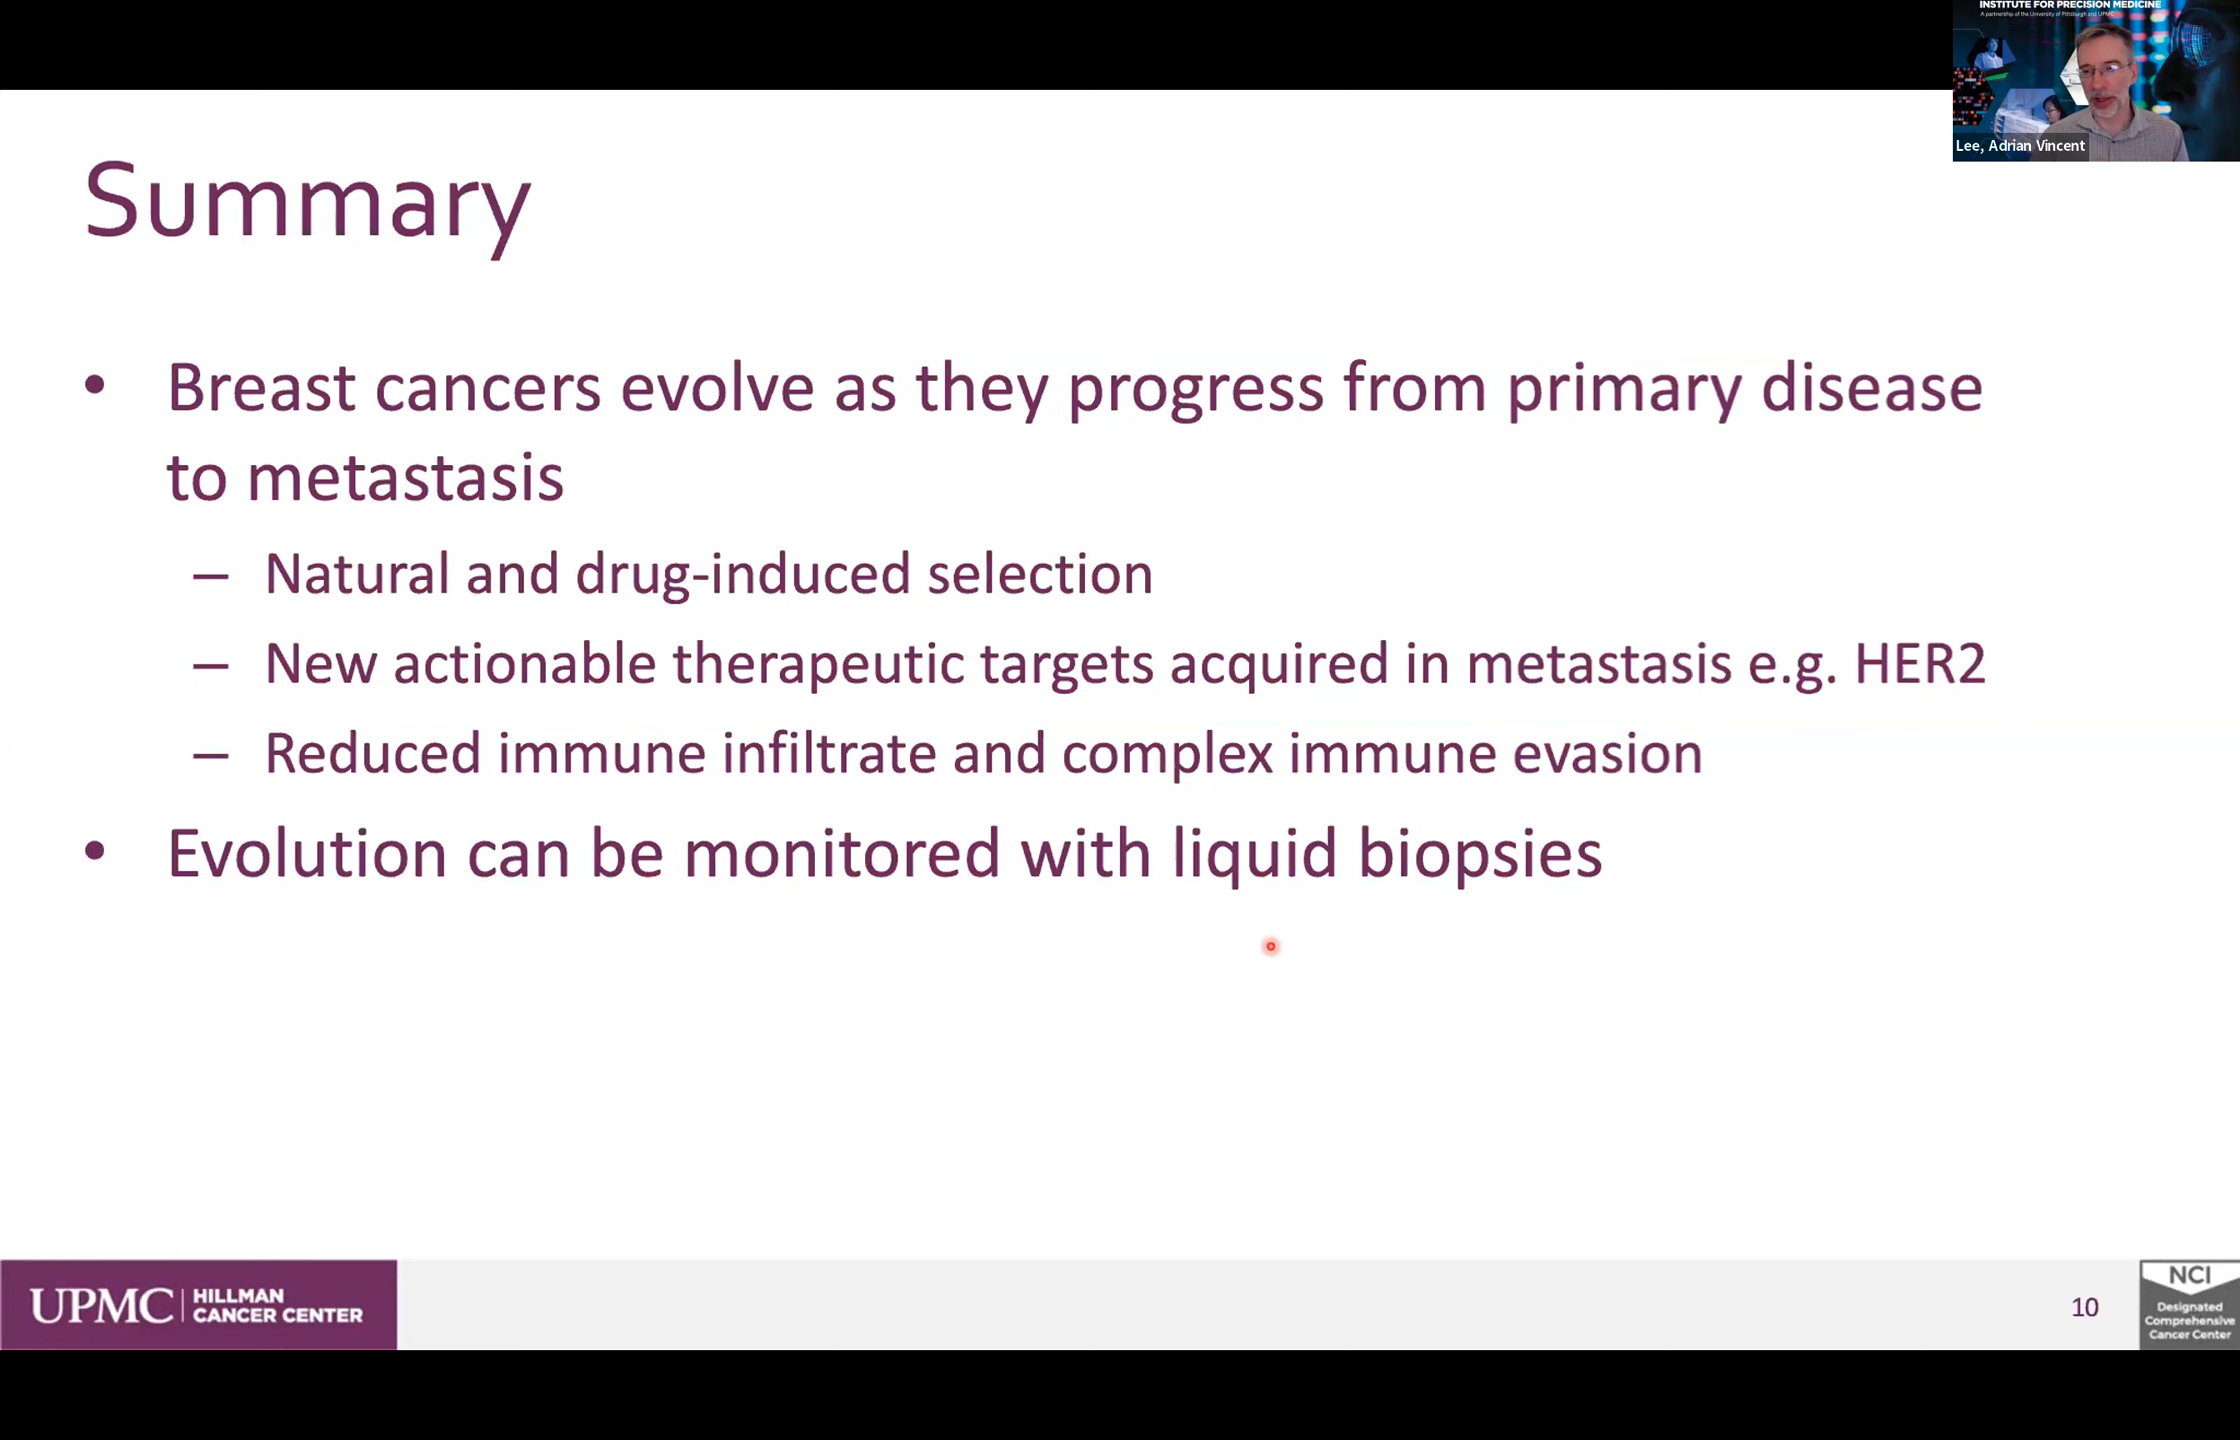 INSTITUTE FOR PRECISION MEDICINE
A partnership of the University of Pittsburgh and UPMC
Lee, Adrian Vincent
Summary
• Breast cancers evolve as they progress from primary disease
to metastasis
– Natural and drug-induced selection
– New actionable therapeutic targets acquired in metastasis e.g. HER2
– Reduced immune infiltrate and complex immune evasion
• Evolution can be monitored with liquid biopsies
UPMC | HILLMAN
CANCER CENTER
10
NCI
Designated
Comprehensive
Cancer Center